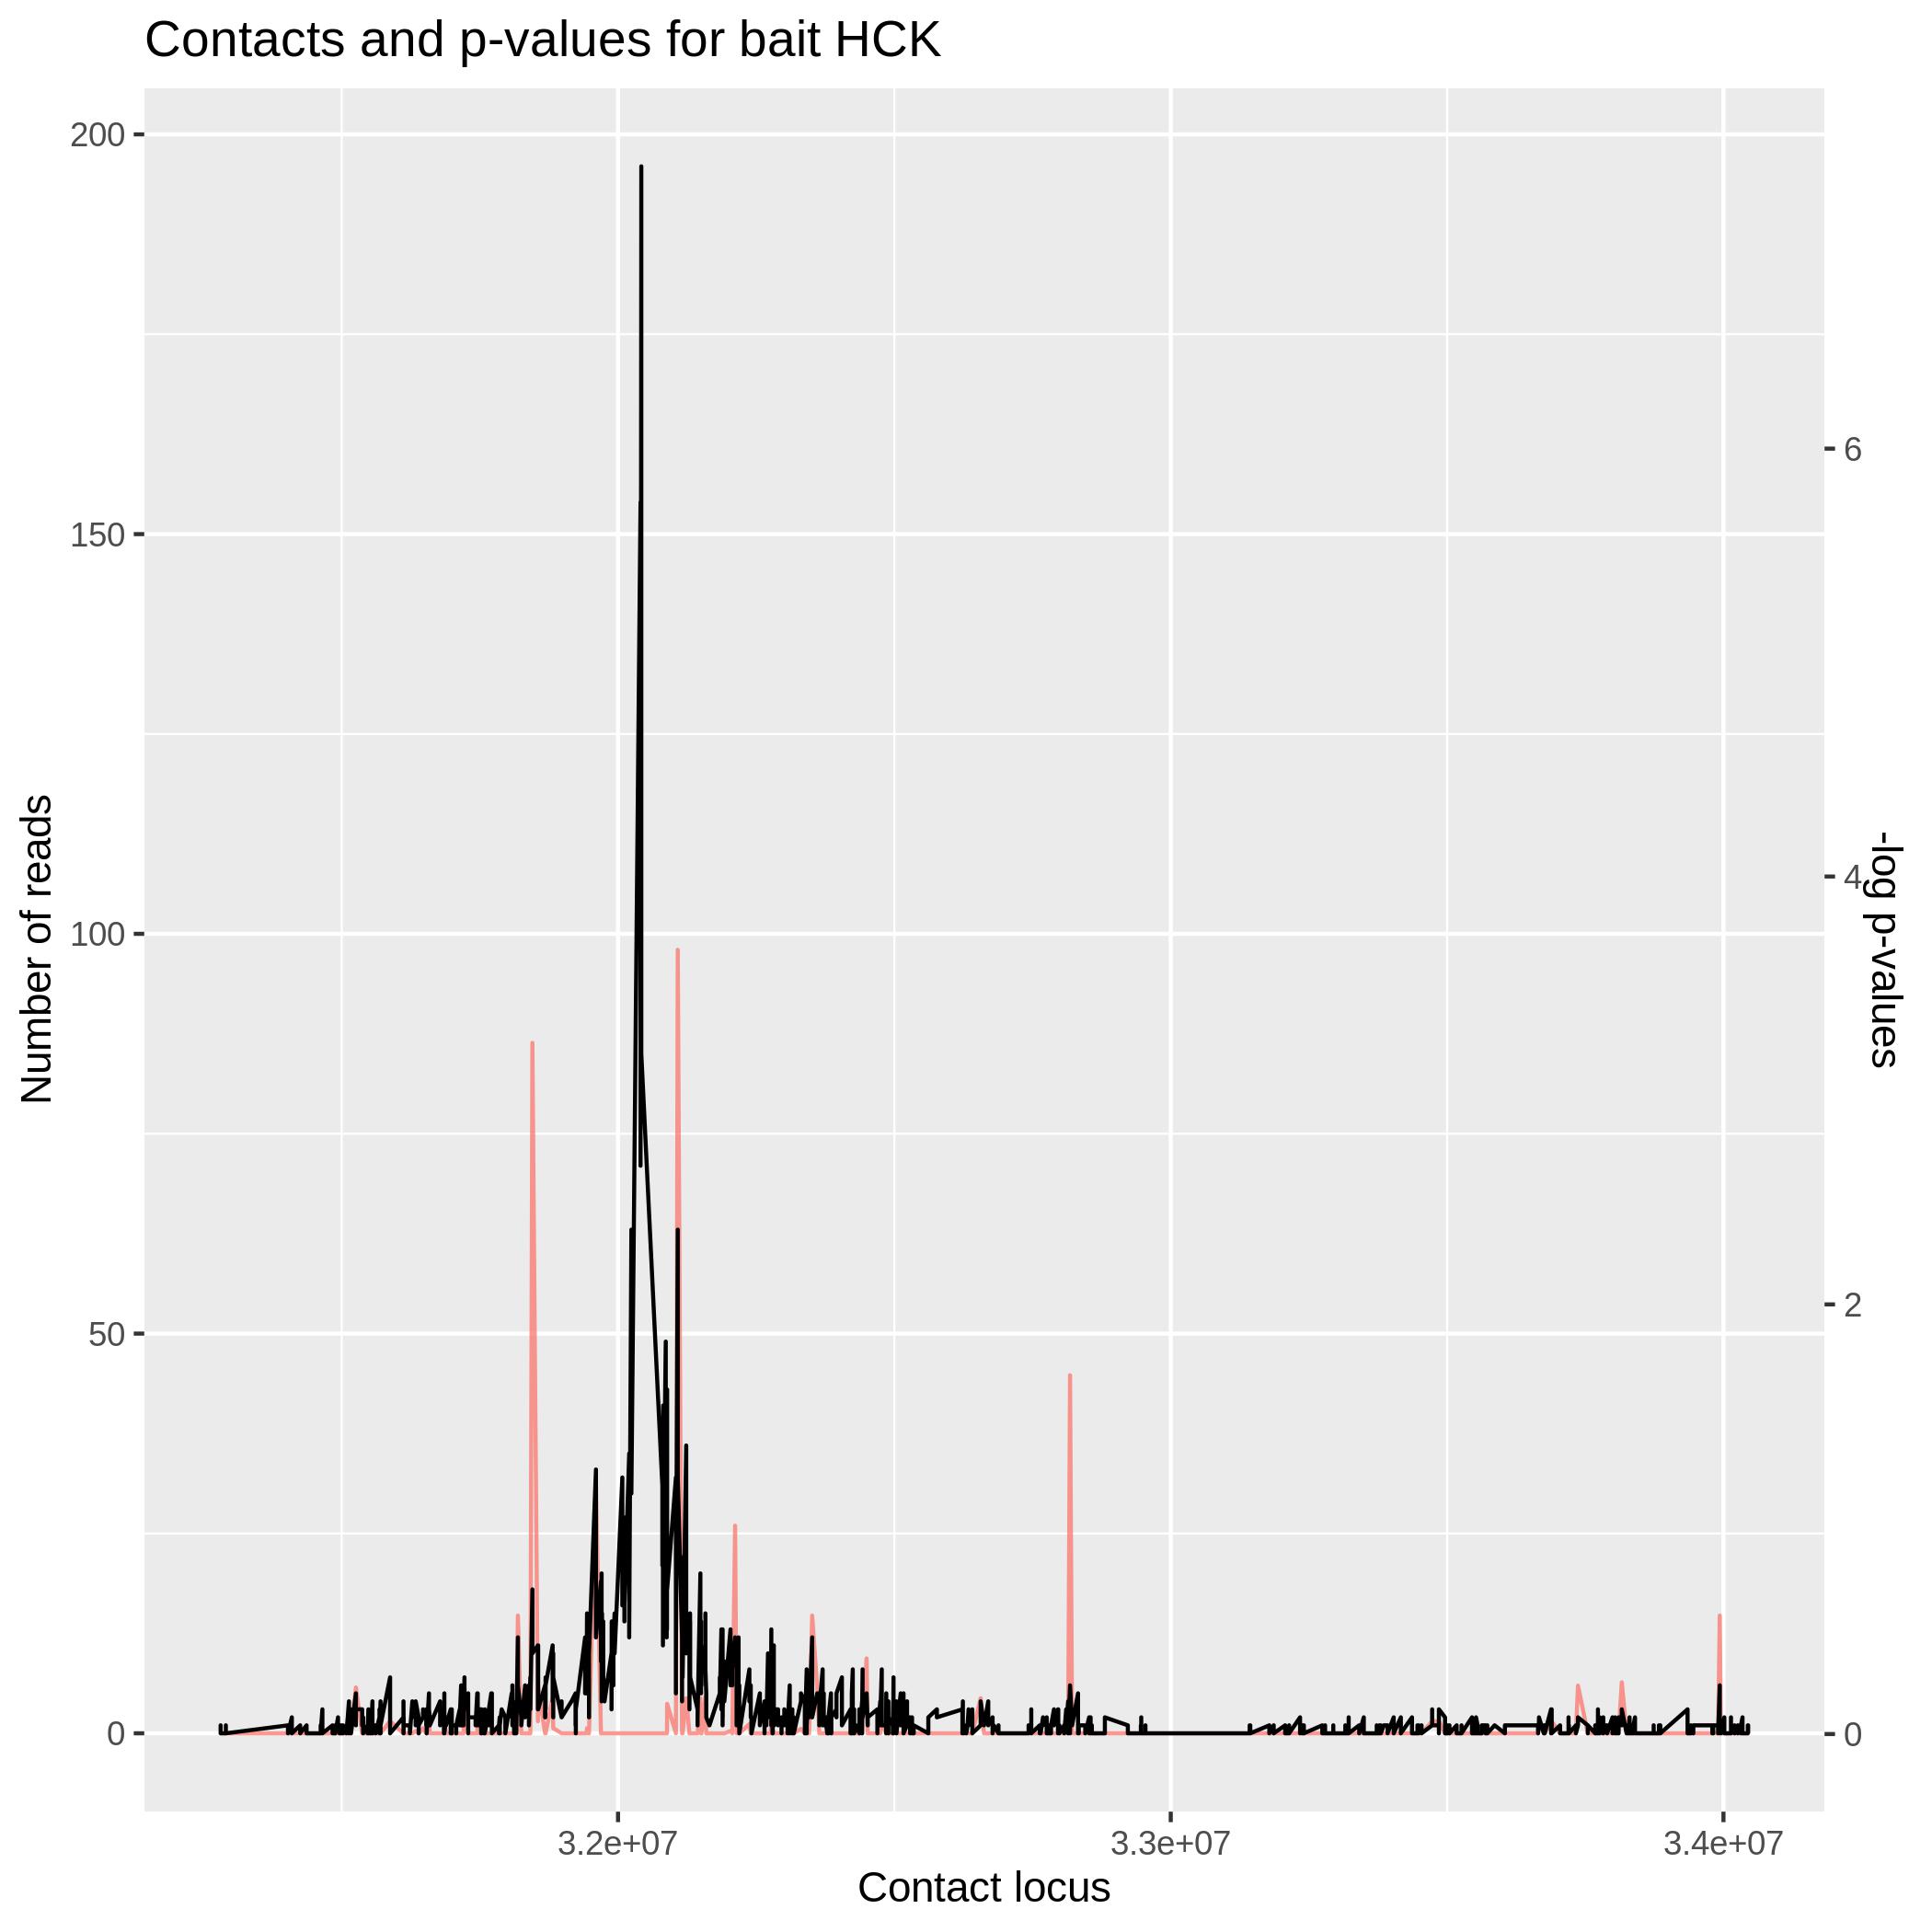 Contacts and p-values for bait HCK
200
150
100
50
0
Number of reads
6
4
2
0
-log p-values
3.2e+07 3.3e+07 3.4e+07
Contact locus